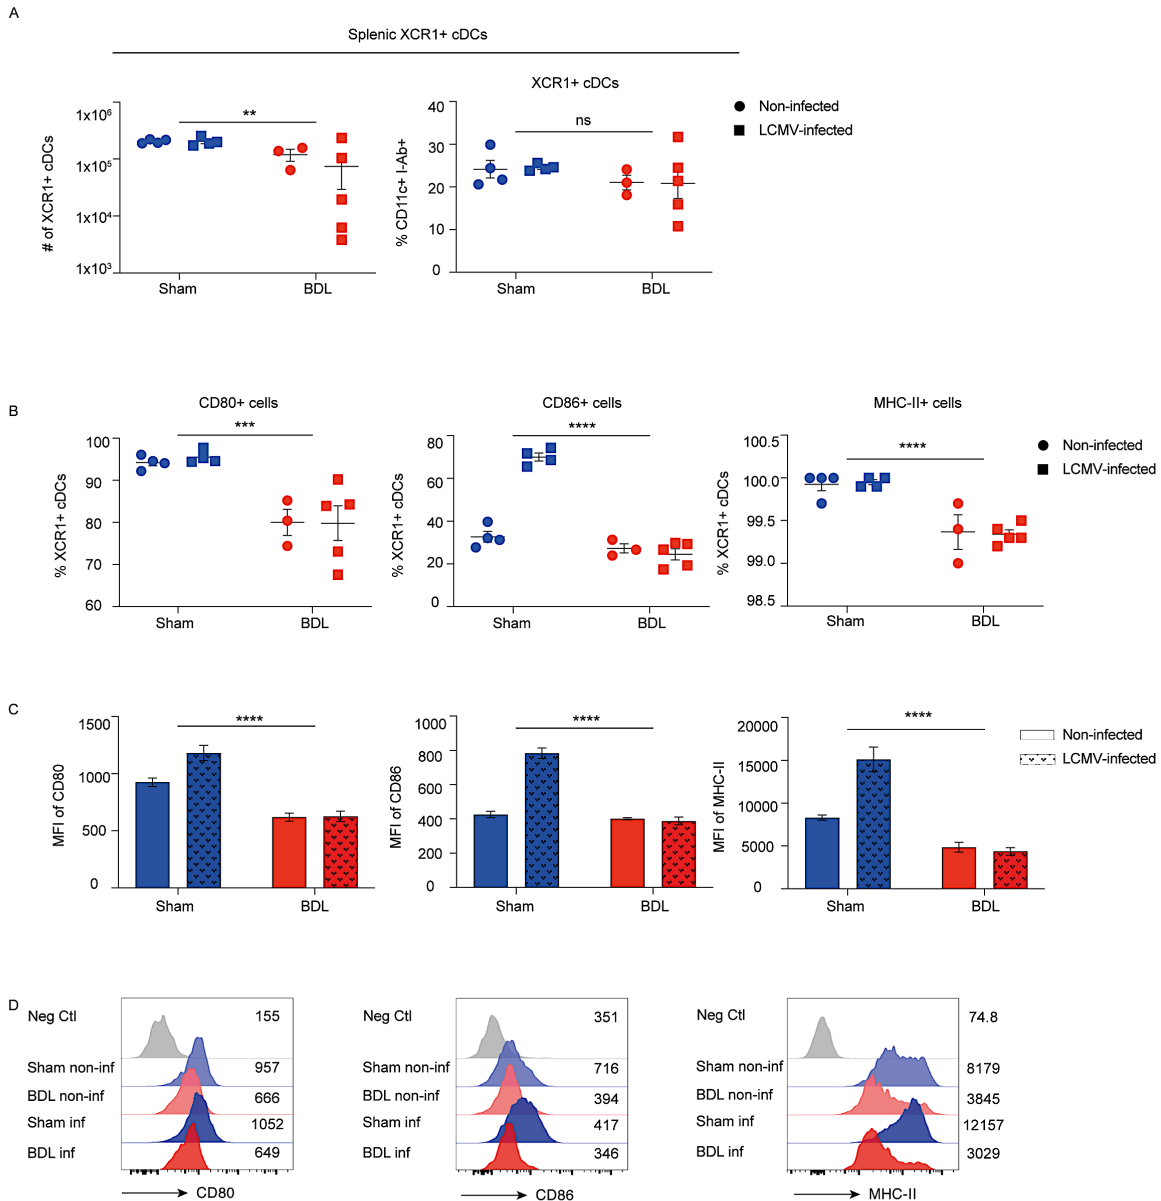 A
Splenic XCR1+ cDCs
XCR1+ cDCs
# of XCR1+ cDCs
1x10⁶
1x10⁵
1x10⁴
1x10³
**
Sham
BDL
% CD11c+ I-Ab+
40
30
20
10
0
ns
Sham
BDL
Non-infected
LCMV-infected
B
CD80+ cells
CD86+ cells
MHC-II+ cells
% XCR1+ cDCs
100
90
80
70
60
***
Sham
BDL
% XCR1+ cDCs
80
60
40
20
0
****
Sham
BDL
% XCR1+ cDCs
100.5
100.0
99.5
99.0
98.5
****
Sham
BDL
Non-infected
LCMV-infected
C
MFI of CD80
1500
1000
500
0
****
Sham
BDL
MFI of CD86
1000
800
600
400
200
0
****
Sham
BDL
MFI of MHC-II
20000
15000
10000
5000
0
****
Sham
BDL
Non-infected
LCMV-infected
D
Neg Ctl 155
Sham non-inf 957
BDL non-inf 666
Sham inf 1052
BDL inf 649
CD80
Neg Ctl 351
Sham non-inf 716
BDL non-inf 394
Sham inf 417
BDL inf 346
CD86
Neg Ctl 74.8
Sham non-inf 8179
BDL non-inf 3845
Sham inf 12157
BDL inf 3029
MHC-II